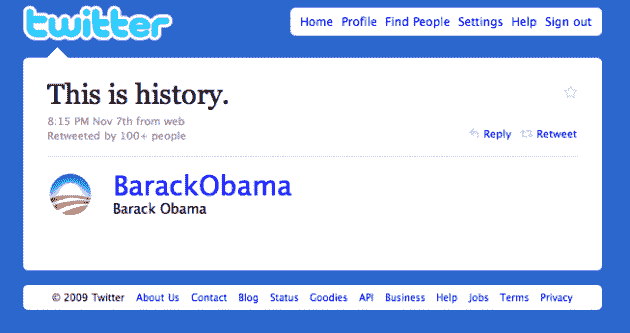 twitter
Home Profile Find People Settings Help Sign out
This is history.
8:15 PM Nov 7th from web
Retweeted by 100+ people
Reply Retweet
BarackObama
Barack Obama
© 2009 Twitter About Us Contact Blog Status Goodies API Business Help Jobs Terms Privacy